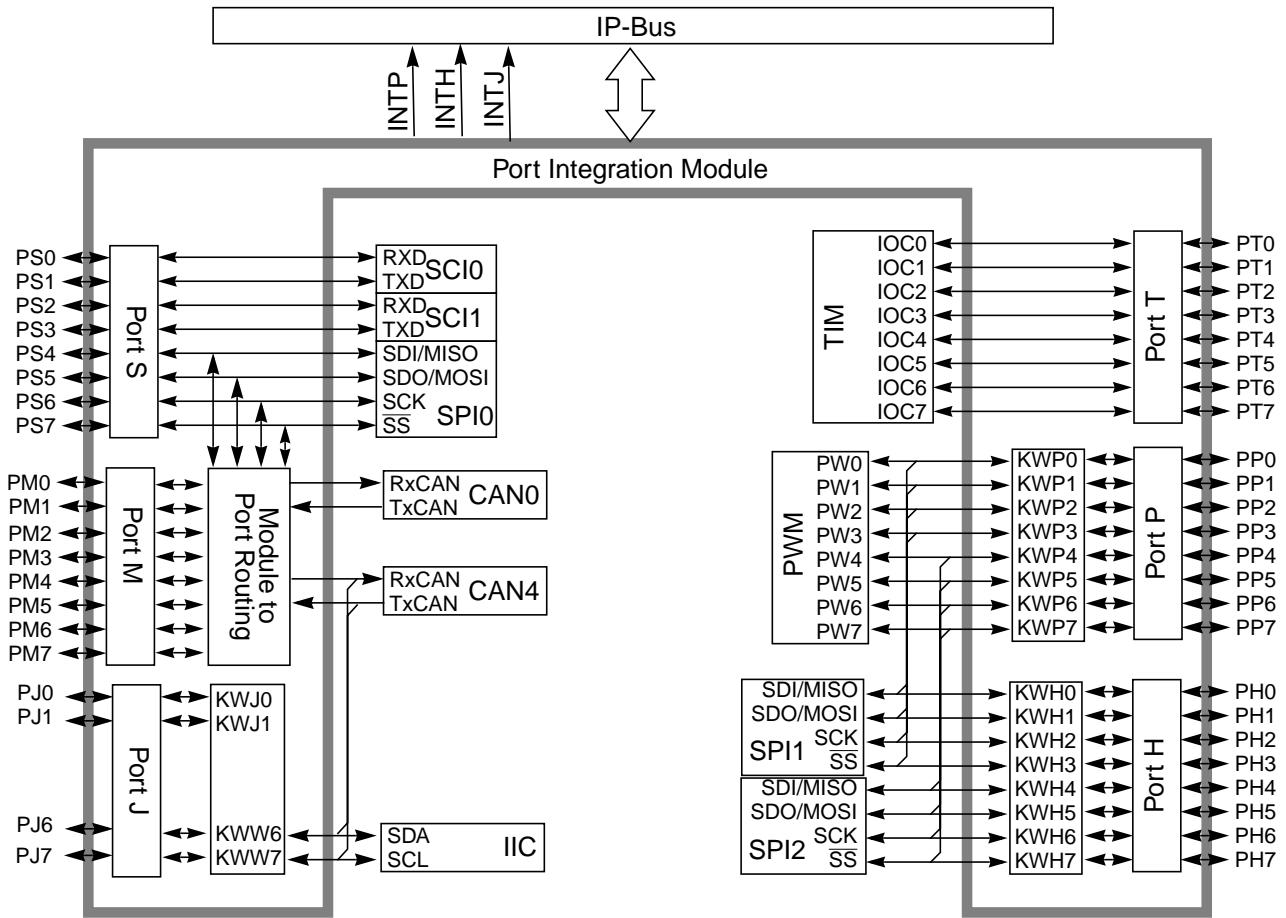 IP-Bus
INTP
INTH
INTJ
Port Integration Module
PS0
PS1
PS2
PS3
PS4
PS5
PS6
PS7
Port S
RXD
TXD
SCI0
RXD
TXD
SCI1
SDI/MISO
SDO/MOSI
SCK
SS
SPI0
PM0
PM1
PM2
PM3
PM4
PM5
PM6
PM7
Port M
Module to
Port Routing
RxCAN
TxCAN
CAN0
RxCAN
TxCAN
CAN4
PJ0
PJ1
PJ6
PJ7
Port J
KWJ0
KWJ1
KWW6
KWW7
SDA
SCL
IIC
TIM
IOC0
IOC1
IOC2
IOC3
IOC4
IOC5
IOC6
IOC7
Port T
PT0
PT1
PT2
PT3
PT4
PT5
PT6
PT7
PWM
PW0
PW1
PW2
PW3
PW4
PW5
PW6
PW7
KWP0
KWP1
KWP2
KWP3
KWP4
KWP5
KWP6
KWP7
Port P
PP0
PP1
PP2
PP3
PP4
PP5
PP6
PP7
SDI/MISO
SDO/MOSI
SCK
SS
SPI1
SDI/MISO
SDO/MOSI
SCK
SS
SPI2
KWH0
KWH1
KWH2
KWH3
KWH4
KWH5
KWH6
KWH7
Port H
PH0
PH1
PH2
PH3
PH4
PH5
PH6
PH7